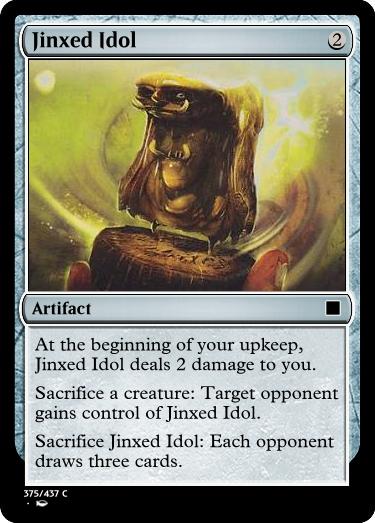 Jinxed Idol 2
Artifact
At the beginning of your upkeep,
Jinxed Idol deals 2 damage to you.
Sacrifice a creature: Target opponent
gains control of Jinxed Idol.
Sacrifice Jinxed Idol: Each opponent
draws three cards.
375/437 C